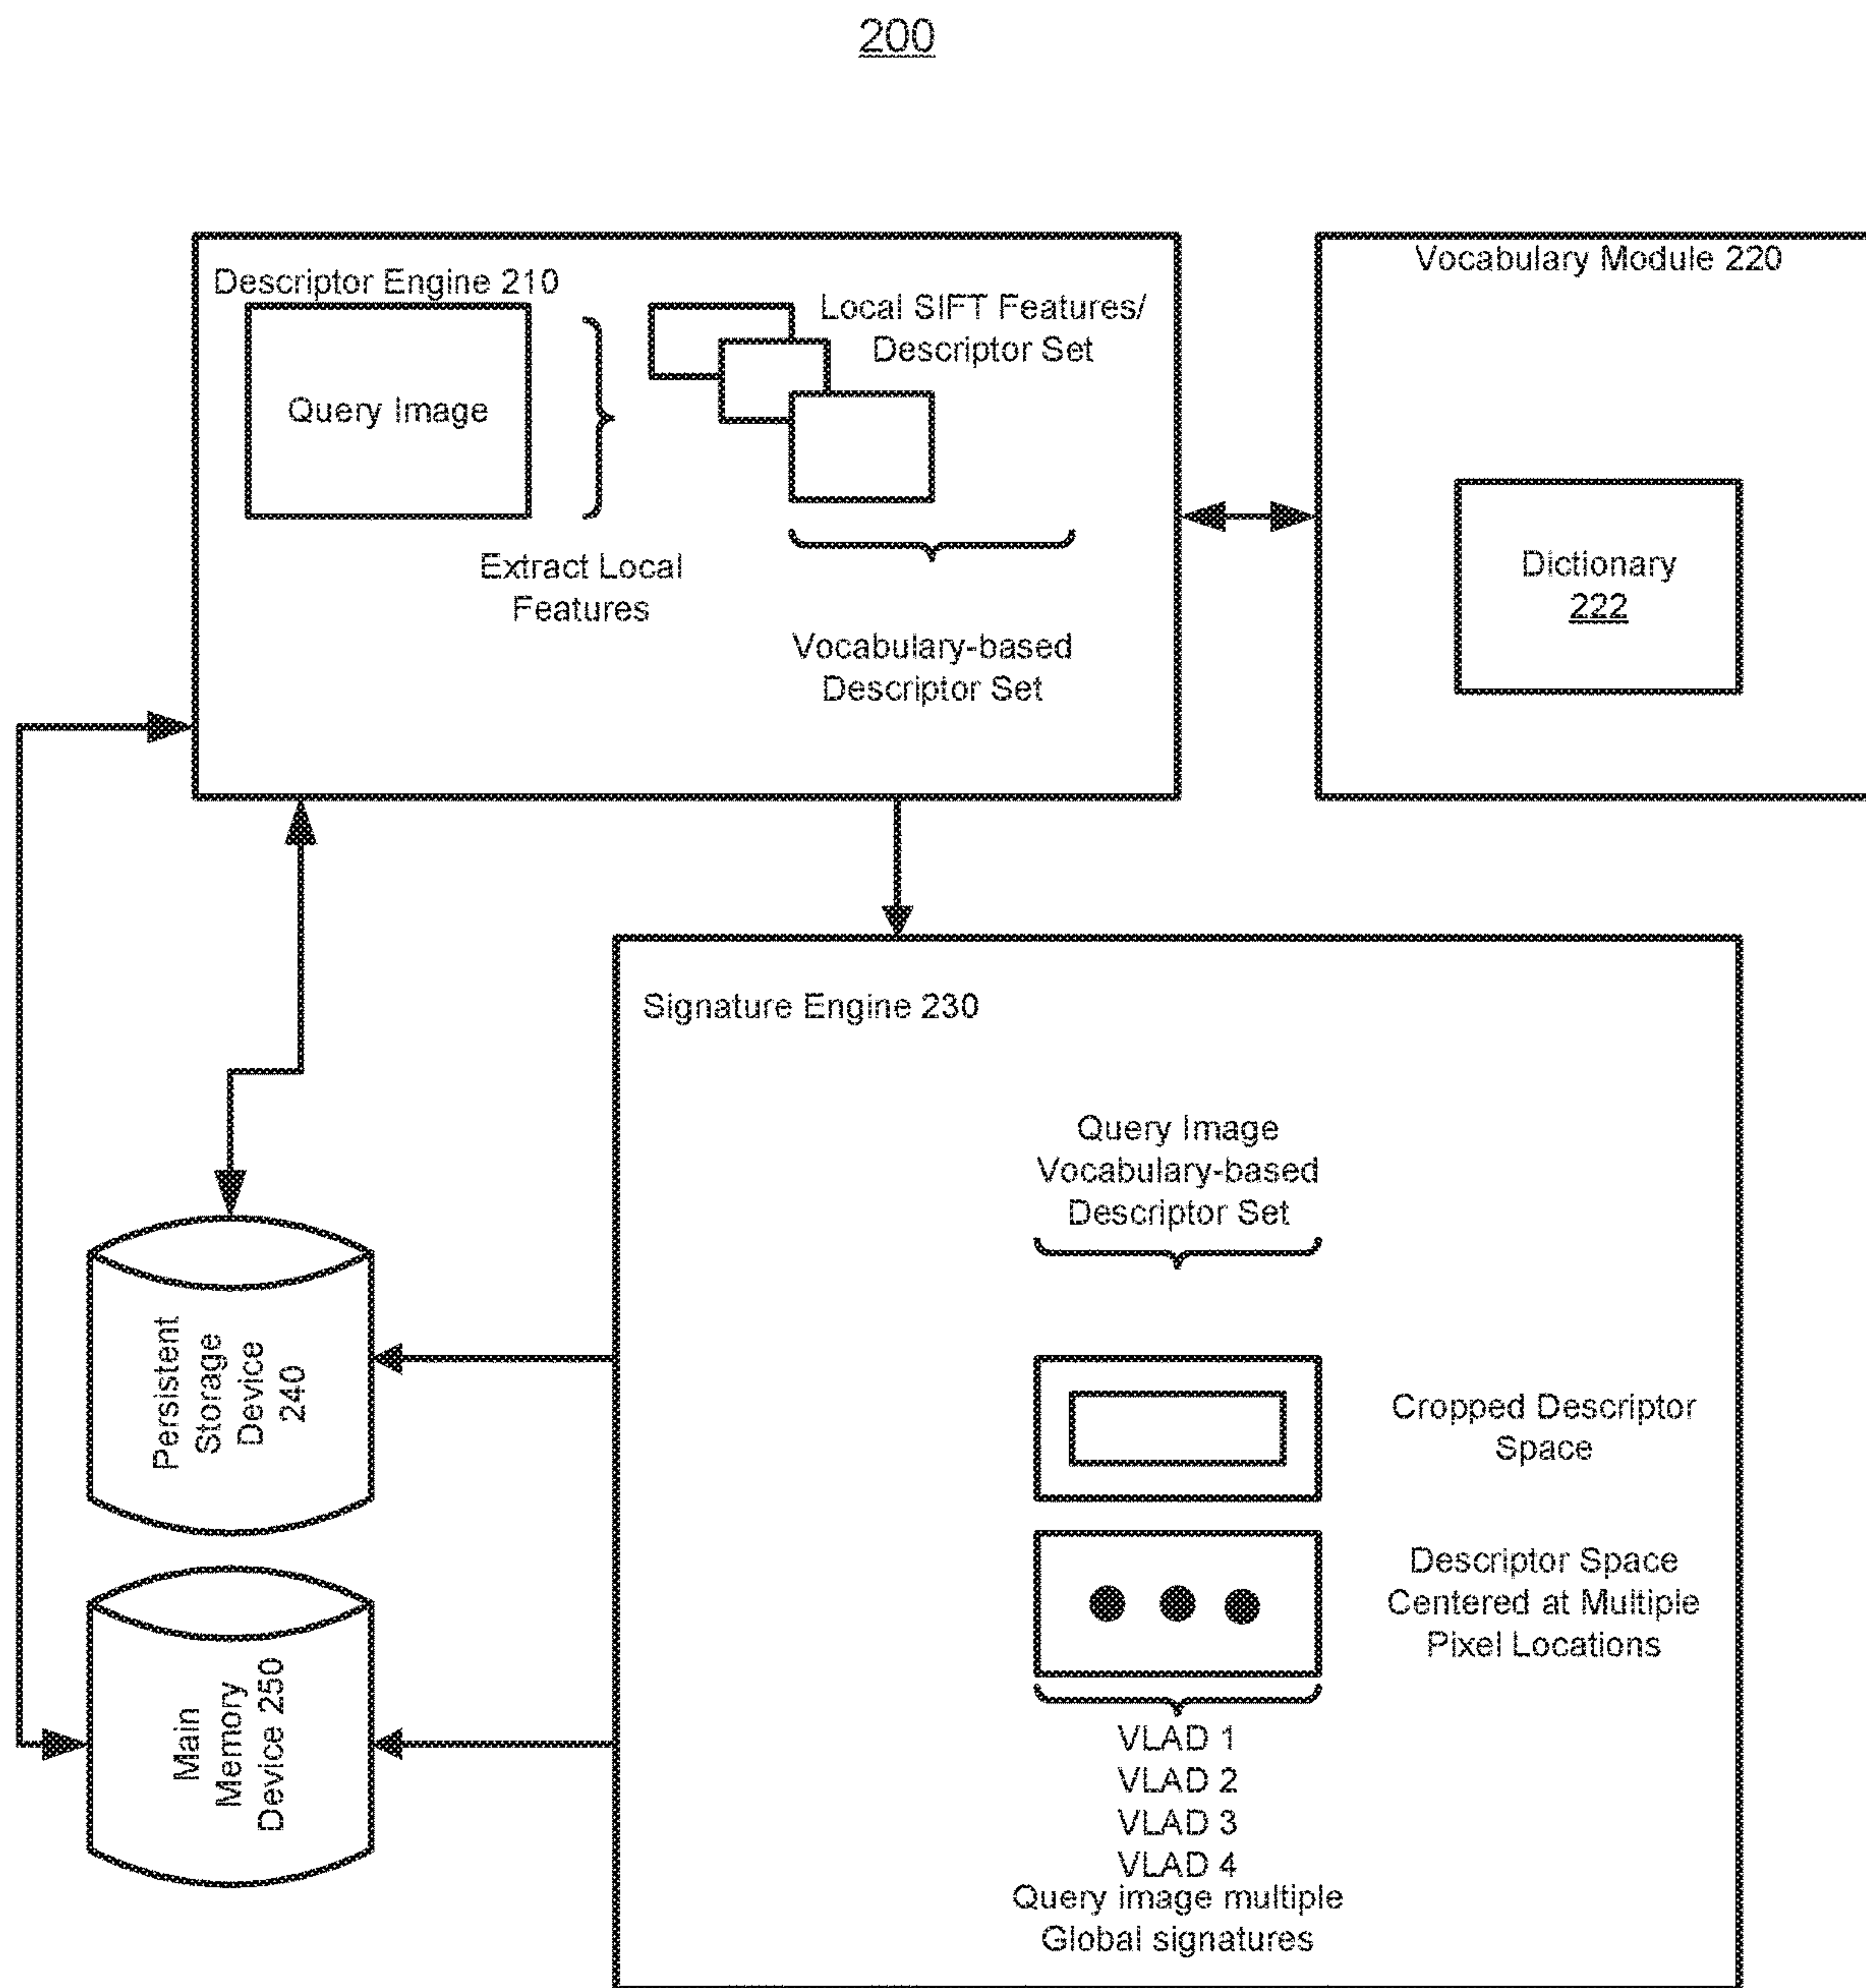 200
Descriptor Engine 210
Query Image
Extract Local
Features
Local SIFT Features/
Descriptor Set
Vocabulary-based
Descriptor Set
Vocabulary Module 220
Dictionary
222
Signature Engine 230
Query Image
Vocabulary-based
Descriptor Set
Cropped Descriptor
Space
Descriptor Space
Centered at Multiple
Pixel Locations
VLAD 1
VLAD 2
VLAD 3
VLAD 4
Query image multiple
Global signatures
Persistent
Storage
Device
240
Main
Memory
Device 250